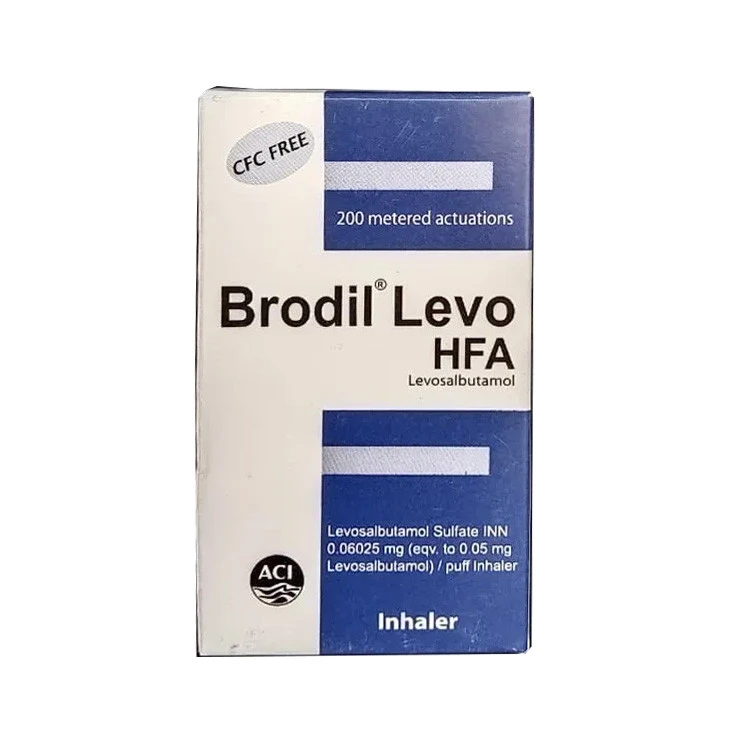 CFC FREE
200 metered actuations
Brodil® Levo
HFA
Levosalbutamol
Levosalbutamol Sulfate INN
0.06025 mg (eqv. to 0.05 mg
Levosalbutamol) / puff Inhaler
ACI
Inhaler